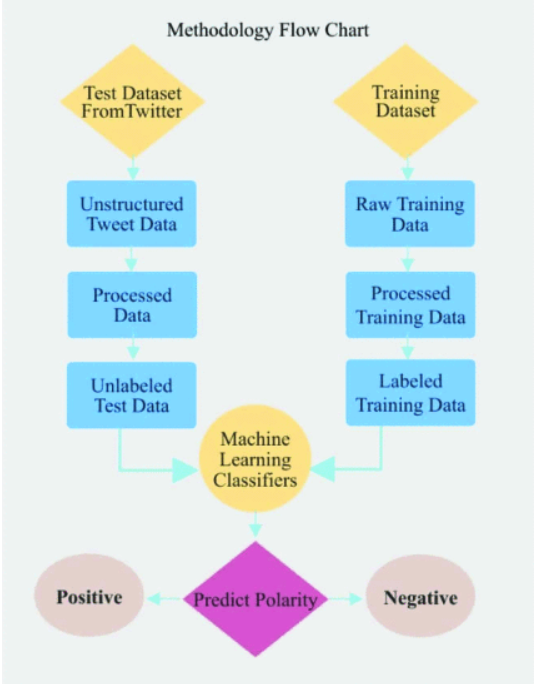 Methodology Flow Chart
Test Dataset
FromTwitter
Training
Dataset
Unstructured
Tweet Data
Raw Training
Data
Processed
Data
Processed
Training Data
Unlabeled
Test Data
Labeled
Training Data
Machine
Learning
Classifiers
Positive
Predict Polarity
Negative